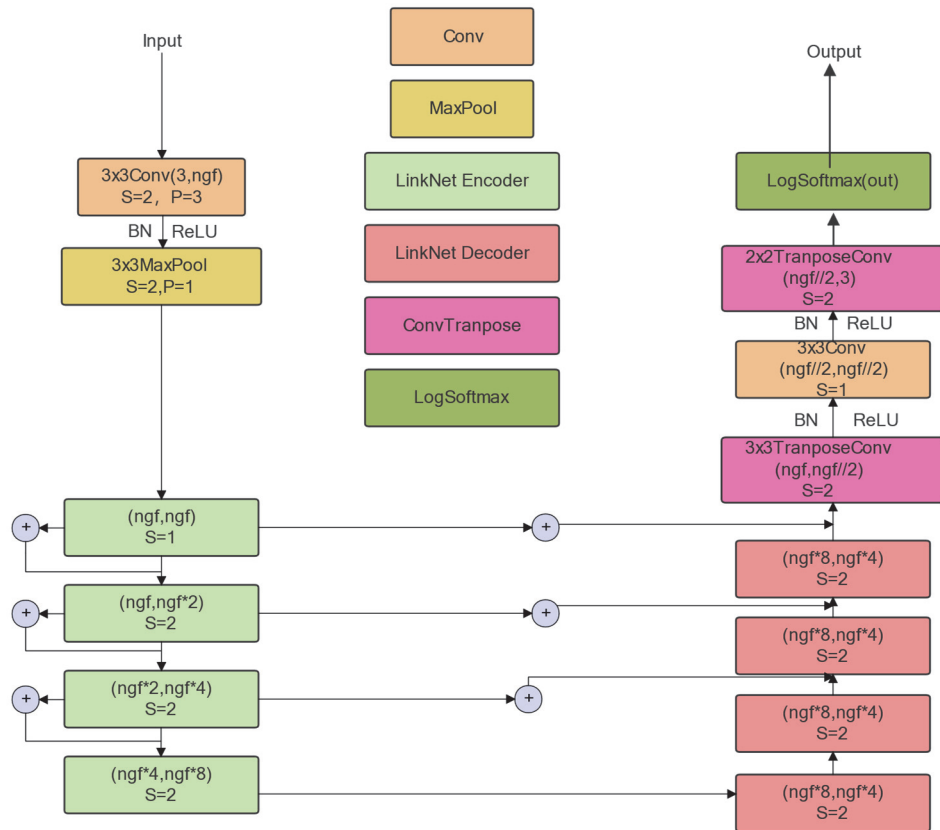 Input
3x3Conv(3,ngf)
S=2, P=3
BN ReLU
3x3MaxPool
S=2,P=1
(ngf,ngf)
S=1
+
+
(ngf,ngf*2)
S=2
+
+
(ngf*2,ngf*4)
S=2
+
+
(ngf*4,ngf*8)
S=2
Conv
MaxPool
LinkNet Encoder
LinkNet Decoder
ConvTranpose
LogSoftmax
Output
LogSoftmax(out)
2x2TranposeConv
(ngf//2,3)
S=2
BN ReLU
3x3Conv
(ngf//2,ngf//2)
S=1
BN ReLU
3x3TranposeConv
(ngf,ngf//2)
S=2
(ngf*8,ngf*4)
S=2
(ngf*8,ngf*4)
S=2
(ngf*8,ngf*4)
S=2
(ngf*8,ngf*4)
S=2